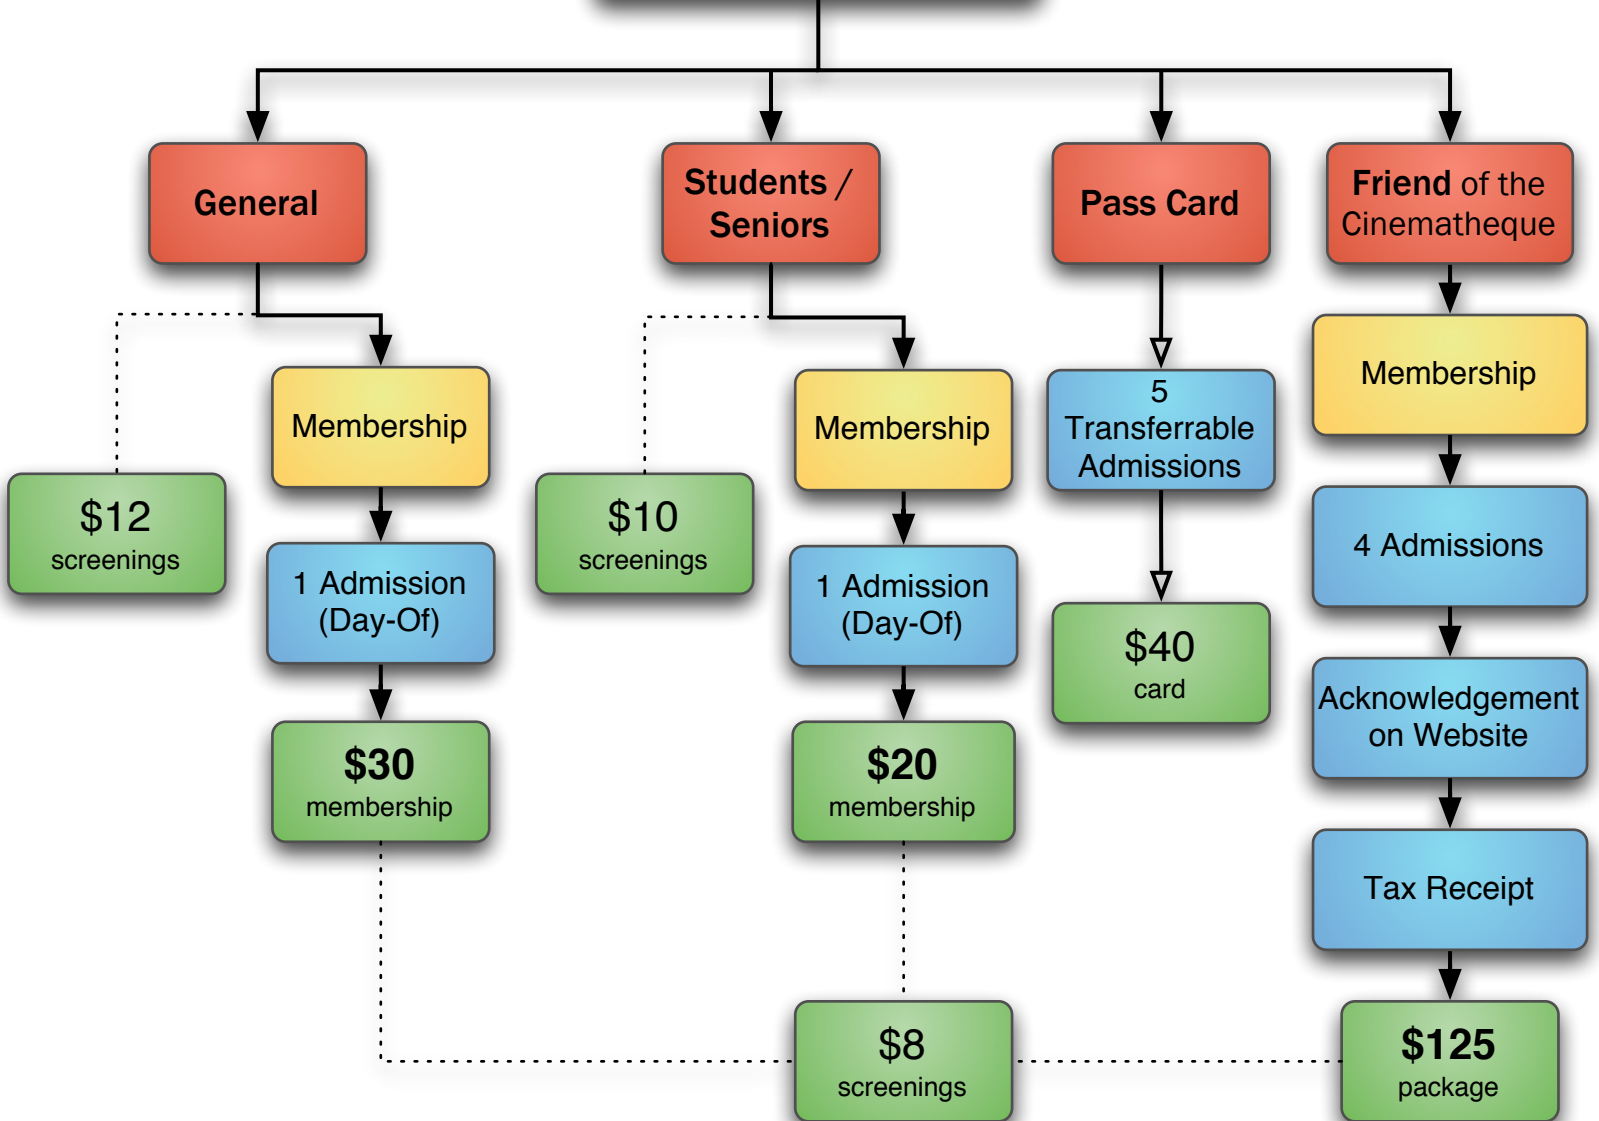 General
Students /
Seniors
Pass Card
Friend of the
Cinematheque
Membership
Membership
5
Transferrable
Admissions
Membership
$12
screenings
1 Admission
(Day-Of)
$10
screenings
1 Admission
(Day-Of)
$40
card
4 Admissions
Acknowledgement
on Website
$30
membership
$20
membership
Tax Receipt
$8
screenings
$125
package